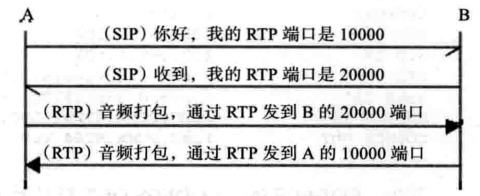 A
B
（SIP）你好，我的 RTP 端口是 10000
（SIP）收到，我的 RTP 端口是 20000
（RTP）音频打包，通过 RTP 发到 B 的 20000 端口
（RTP）音频打包，通过 RTP 发到 A 的 10000 端口